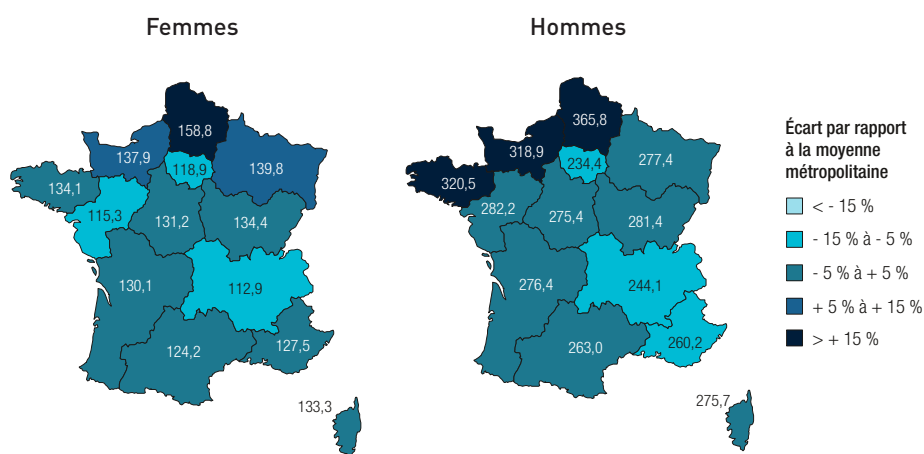 Femmes
158,8
137,9
118,9
139,8
134,1
115,3
131,2
134,4
130,1
112,9
124,2
127,5
133,3
Hommes
365,8
318,9
234,4
277,4
320,5
282,2
275,4
281,4
276,4
244,1
263,0
260,2
275,7
Écart par rapport
à la moyenne
métropolitaine
< - 15 %
- 15 % à - 5 %
- 5 % à + 5 %
+ 5 % à + 15 %
> + 15 %